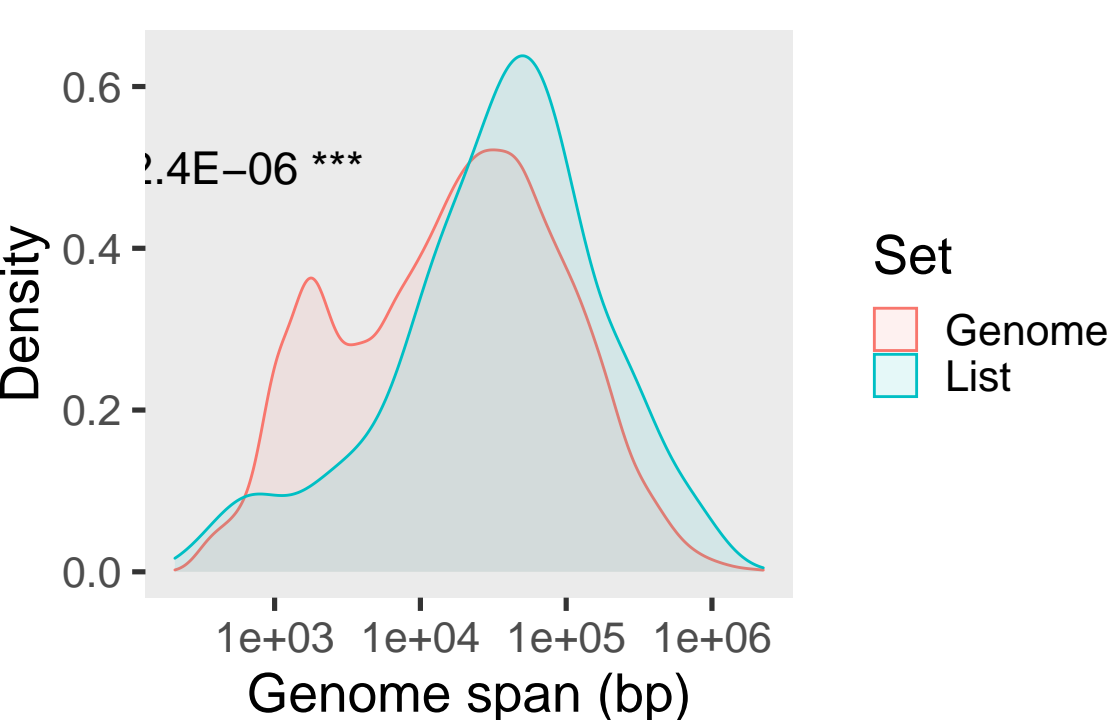 0.6
2.4E−06 ***
0.4
0.2
0.0
Density
1e+03 1e+04 1e+05 1e+06
Genome span (bp)
Set
Genome
List